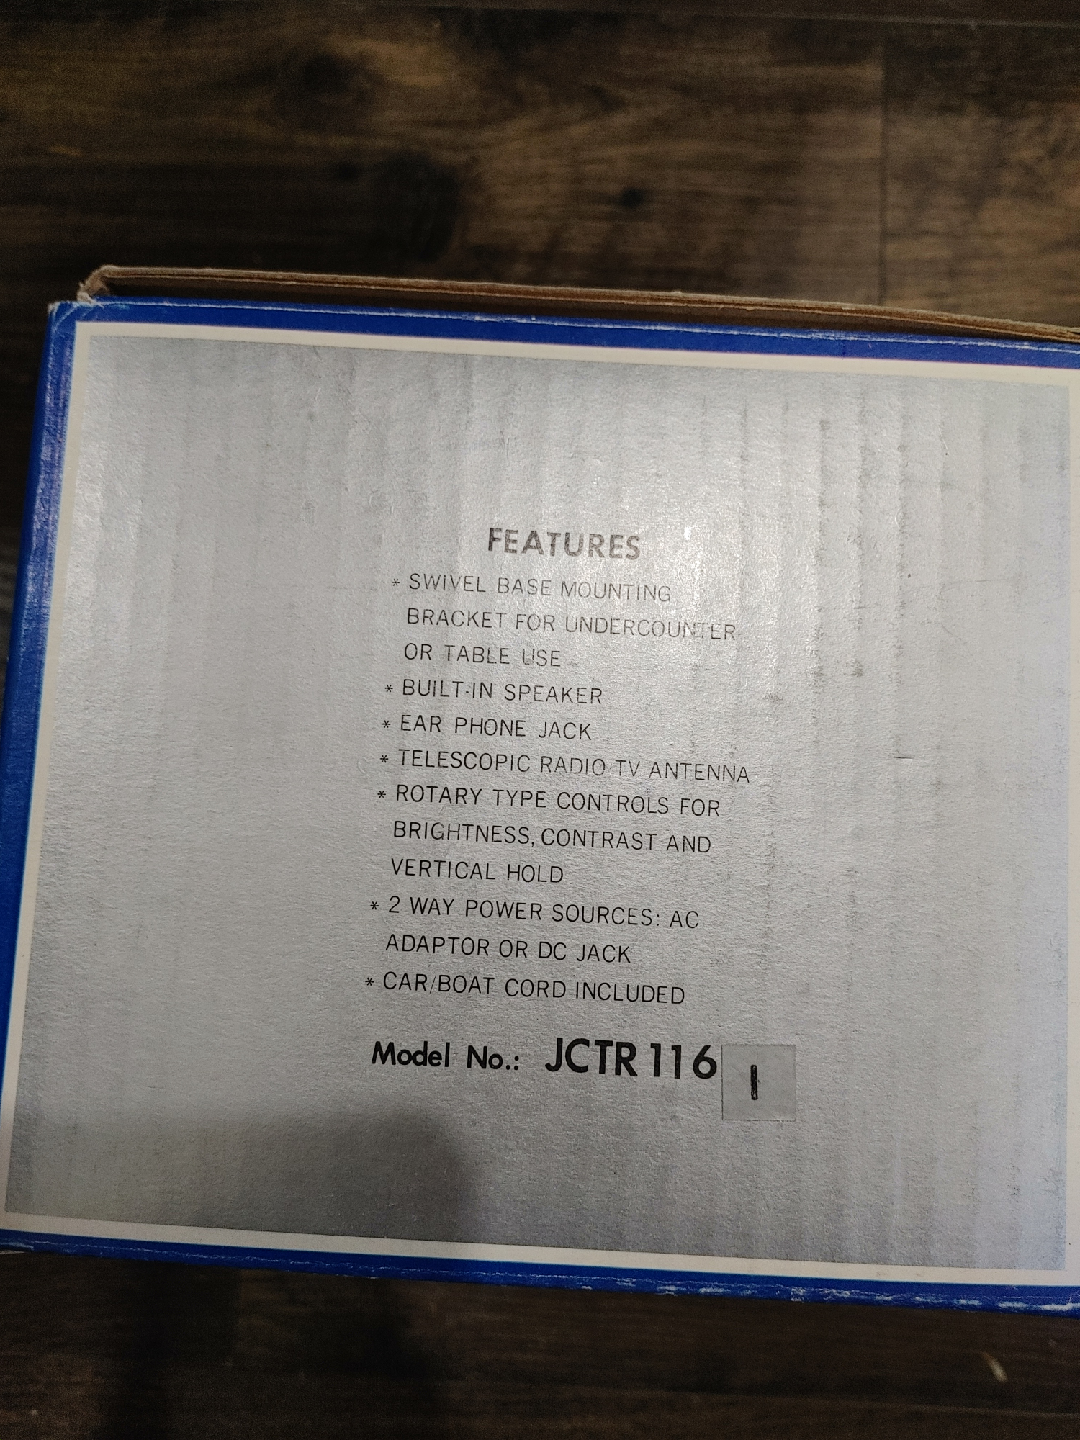 FEATURES
* SWIVEL BASE MOUNTING
BRACKET FOR UNDERCOUNTER
OR TABLE USE
* BUILT-IN SPEAKER
* EAR PHONE JACK
* TELESCOPIC RADIO TV ANTENNA
* ROTARY TYPE CONTROLS FOR
BRIGHTNESS, CONTRAST AND
VERTICAL HOLD
* 2 WAY POWER SOURCES: AC
ADAPTOR OR DC JACK
* CAR/BOAT CORD INCLUDED
Model No.: JCTR 116 1